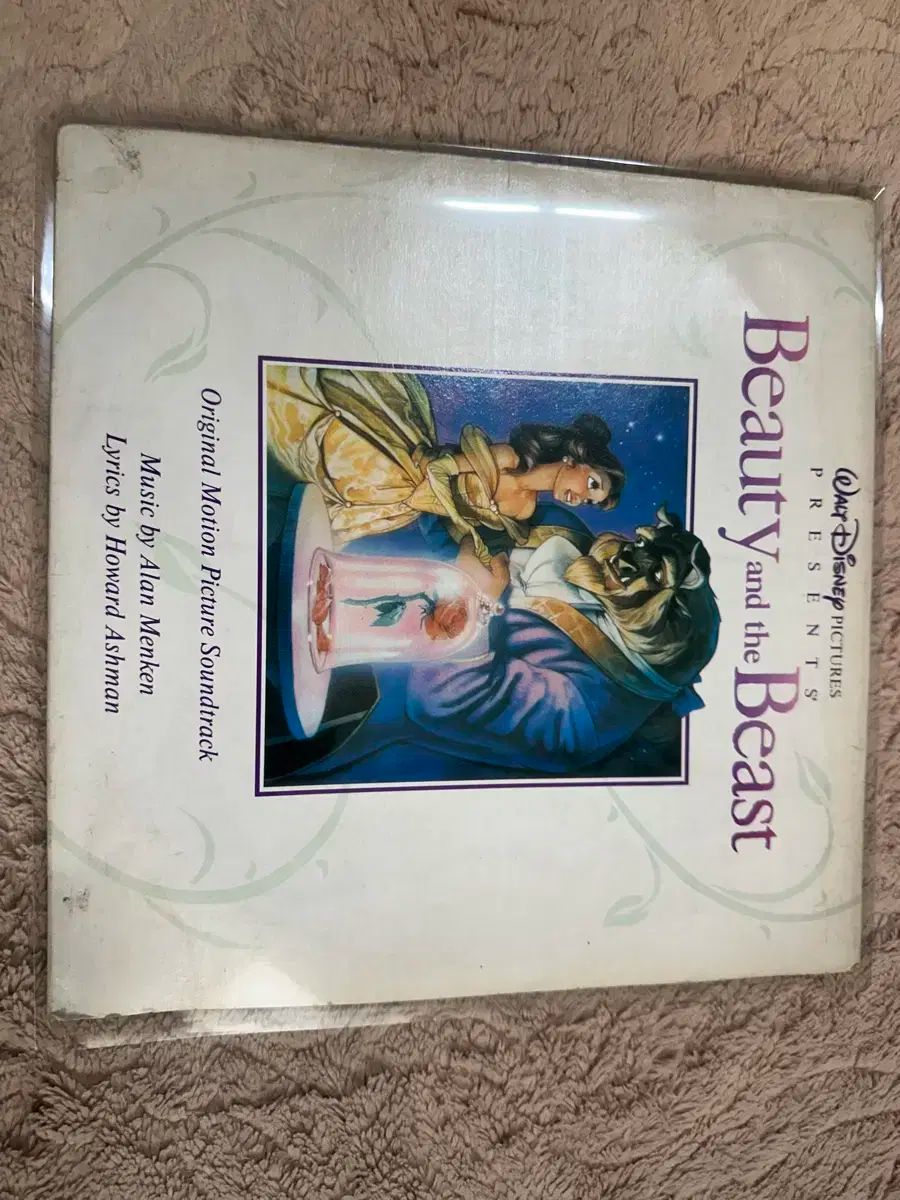 WALT DISNEY PICTURES
PRESENTS
Beauty and the Beast
Original Motion Picture Soundtrack
Music by Alan Menken
Lyrics by Howard Ashman